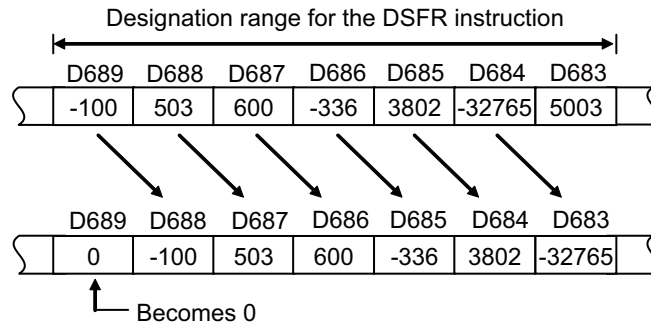 Designation range for the DSFR instruction
D689 D688 D687 D686 D685 D684 D683
-100 503 600 -336 3802 -32765 5003
D689 D688 D687 D686 D685 D684 D683
0 -100 503 600 -336 3802 -32765
Becomes 0